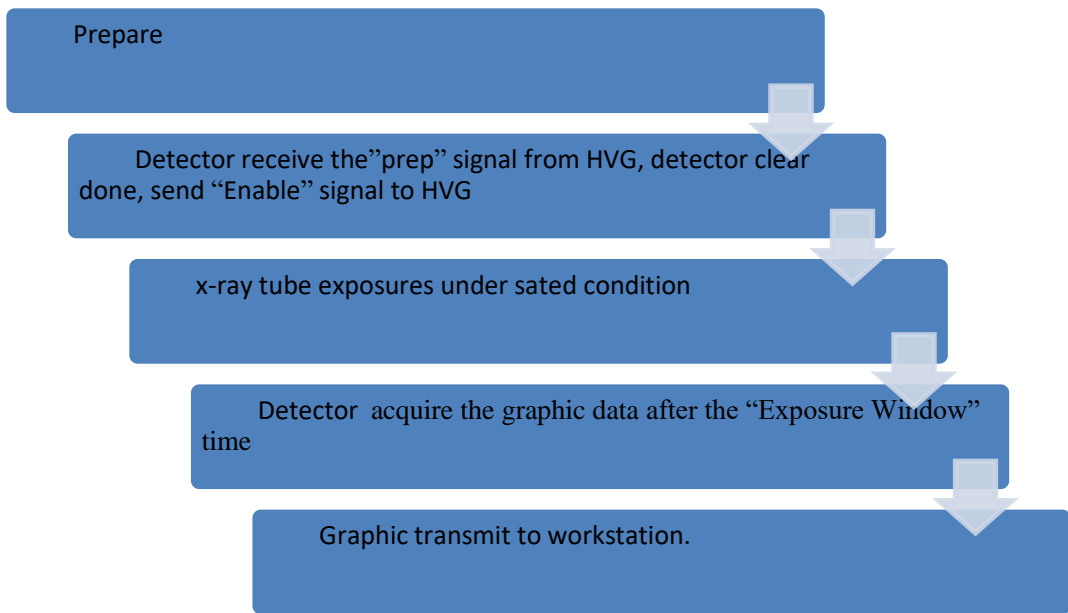 Prepare
Detector receive the”prep” signal from HVG, detector clear
done, send “Enable” signal to HVG
x-ray tube exposures under sated condition
Detector acquire the graphic data after the “Exposure Window”
time
Graphic transmit to workstation.